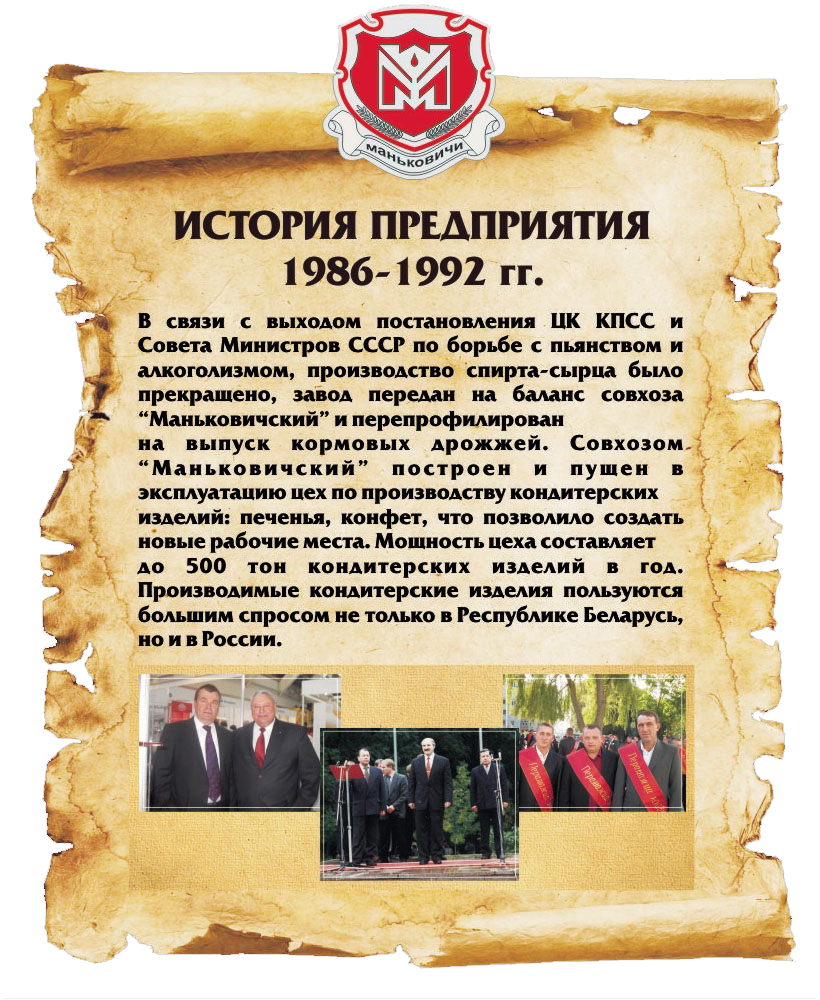 маньковичи
ИСТОРИЯ ПРЕДПРИЯТИЯ
1986-1992 гг.
В связи с выходом постановления ЦК КПСС и
Совета Министров СССР по борьбе с пьянством и
алкоголизмом, производство спирта-сырца было
прекращено, завод передан на баланс совхоза
“Маньковичский” и перепрофилирован
на выпуск кормовых дрожжей. Совхозом
“Маньковичский” построен и пущен в
эксплуатацию цех по производству кондитерских
изделий: печенья, конфет, что позволило создать
новые рабочие места. Мощность цеха составляет
до 500 тон кондитерских изделий в год.
Производимые кондитерские изделия пользуются
большим спросом не только в Республике Беларусь,
но и в России.